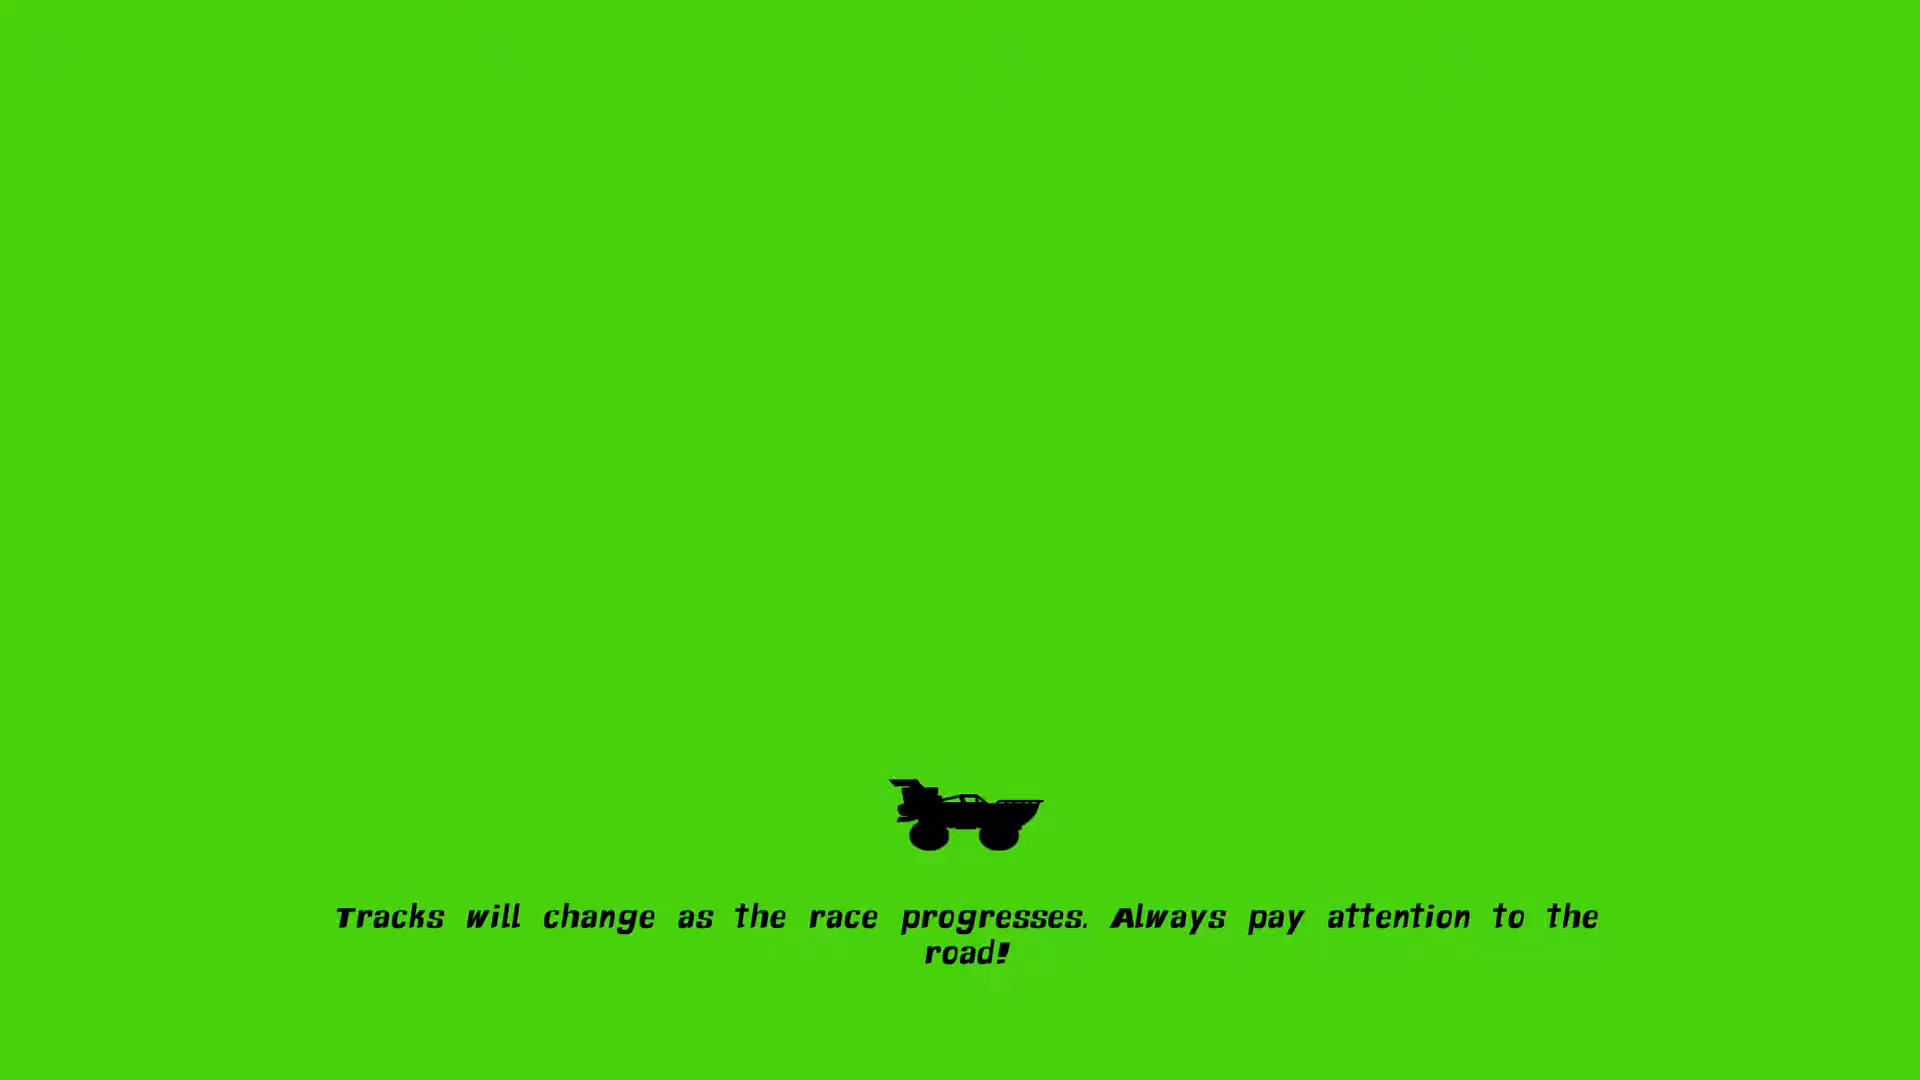 Tracks will change as the race progresses. Always pay attention to the
road!